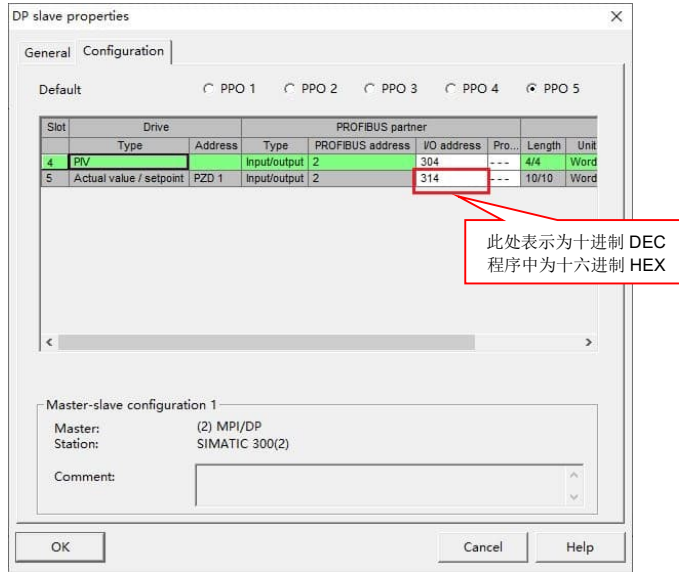 DP slave properties
General Configuration
Default PPO 1 PPO 2 PPO 3 PPO 4 PPO 5
Slot Drive PROFIBUS partner
Type Address Type PROFIBUS address I/O address Pro... Length Unit
4 PIV Input/output 2 304 --- 4/4 Word
5 Actual value / setpoint PZD 1 Input/output 2 314 --- 10/10 Word
此处表示为十进制 DEC
程序中为十六进制 HEX
Master-slave configuration 1
Master: (2) MPI/DP
Station: SIMATIC 300(2)
Comment:
OK Cancel Help